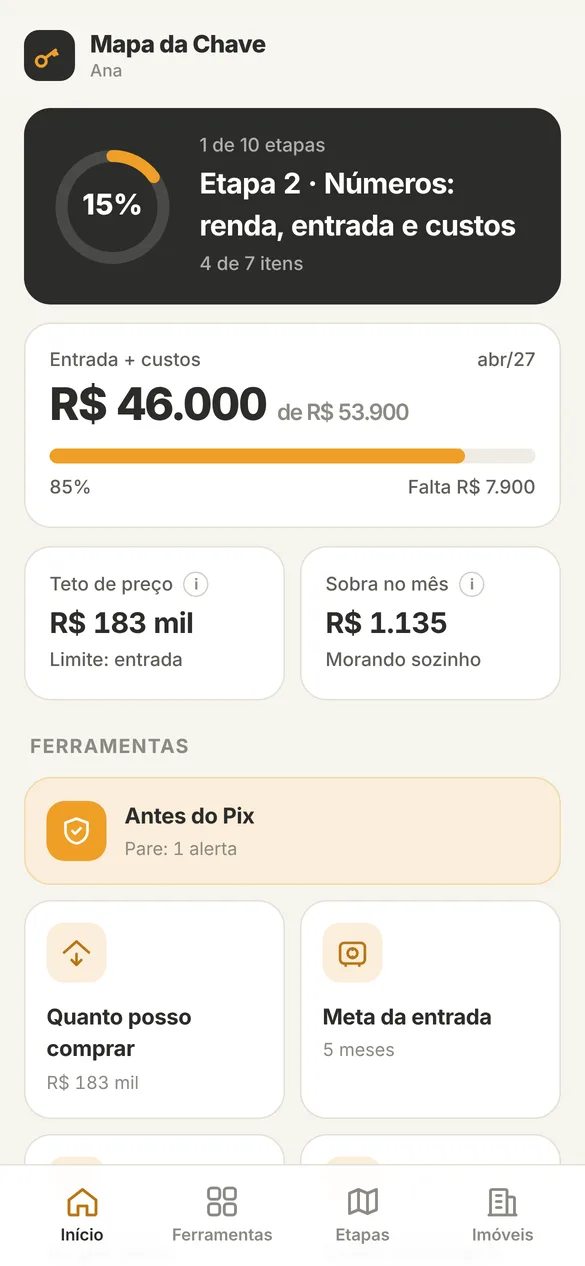 Mapa da Chave
Ana
1 de 10 etapas
15%
Etapa 2 · Números:
renda, entrada e custos
4 de 7 itens
Entrada + custos
abr/27
R$ 46.000 de R$ 53.900
85%
Falta R$ 7.900
Teto de preço i
R$ 183 mil
Limite: entrada
Sobra no mês i
R$ 1.135
Morando sozinho
FERRAMENTAS
Antes do Pix
Pare: 1 alerta
Quanto posso
comprar
R$ 183 mil
Meta da entrada
5 meses
Início
Ferramentas
Etapas
Imóveis